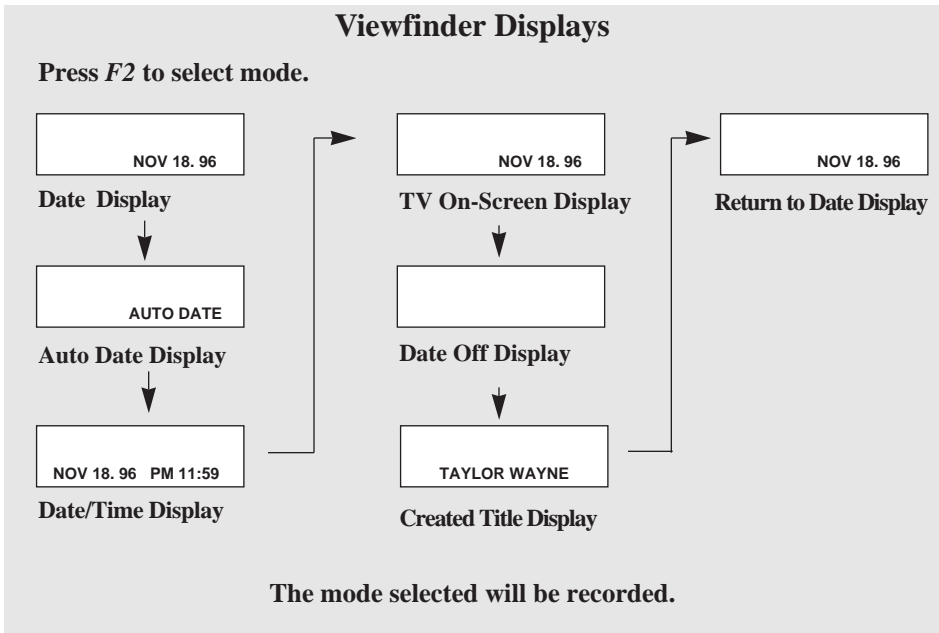 Viewfinder Displays
Press F2 to select mode.
NOV 18. 96
Date Display
AUTO DATE
Auto Date Display
NOV 18. 96 PM 11:59
Date/Time Display
NOV 18. 96
TV On-Screen Display
Date Off Display
TAYLOR WAYNE
Created Title Display
NOV 18. 96
Return to Date Display
The mode selected will be recorded.